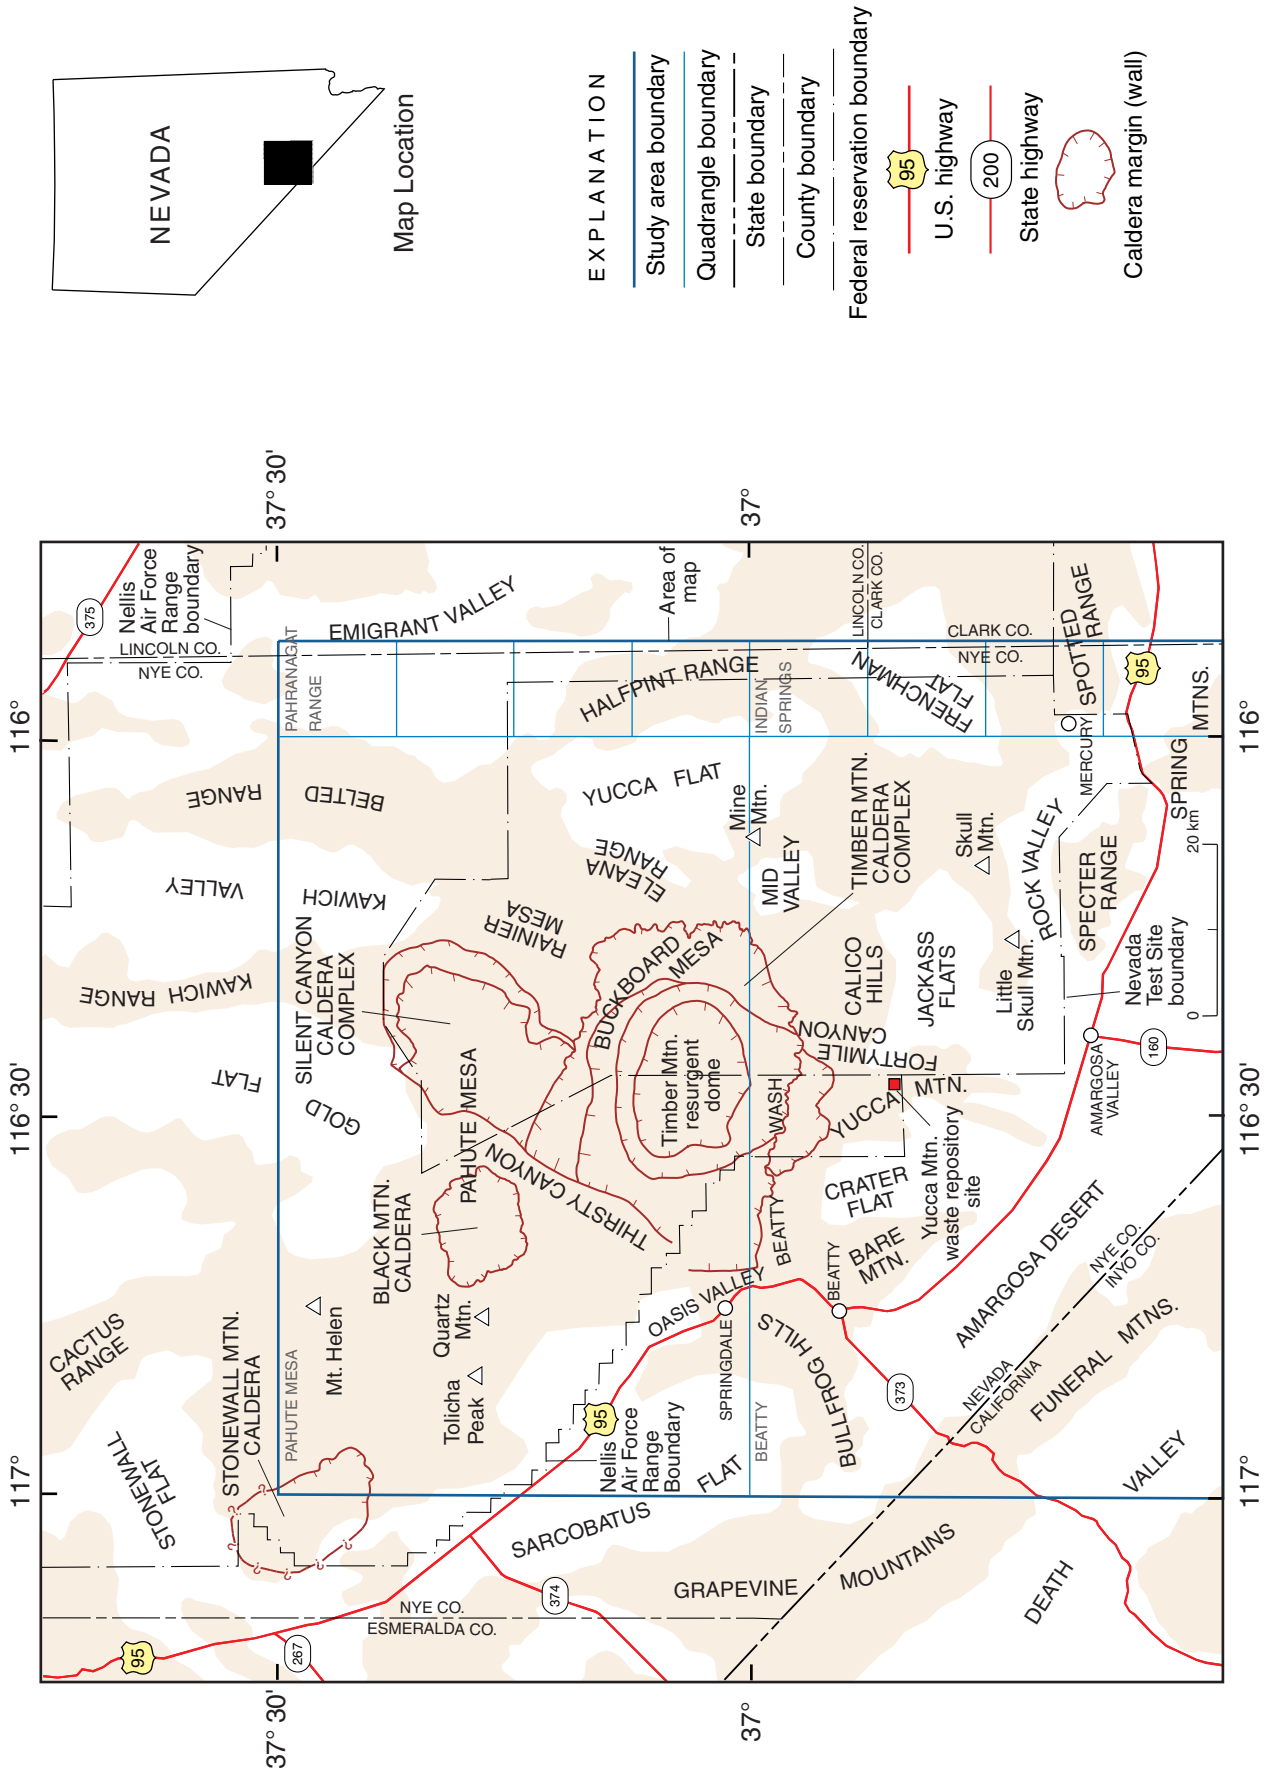 117°
116° 30'
116°
37° 30'
37° 30'
37°
37°
117°
116° 30'
116°
95
267
374
NYE CO.
ESMERALDA CO.
STONEWALL
FLAT
CACTUS
RANGE
STONEWALL MTN.
CALDERA
PAHUTE MESA
Mt. Helen
BLACK MTN.
CALDERA
Quartz
Mtn.
Tolicha
Peak
GOLD
FLAT
KAWICH RANGE
KAWICH
VALLEY
BELTED
RANGE
SILENT CANYON
CALDERA
COMPLEX
375
Nellis
Air Force
Range
boundary
LINCOLN CO.
NYE CO.
PAHRANAGAT
RANGE
EMIGRANT VALLEY
PAHUTE MESA
THIRSTY CANYON
RAINIER
MESA
ELEANA
RANGE
YUCCA FLAT
HALFPINT RANGE
Area of
map
BUCKBOARD
MESA
Timber Mtn.
resurgent
dome
95
Nellis
Air Force
Range
Boundary
SARCOBATUS
FLAT
OASIS VALLEY
SPRINGDALE
BEATTY
GRAPEVINE
MOUNTAINS
BULLFROG HILLS
BEATTY
BEATTY
WASH
Mine
Mtn.
MID
VALLEY
TIMBER MTN.
CALDERA
COMPLEX
INDIAN
SPRINGS
FRENCHMAN
FLAT
LINCOLN CO.
CLARK CO.
CLARK CO.
NYE CO.
CRATER
FLAT
BARE
MTN.
YUCCA
MTN.
FORTYMILE
CANYON
CALICO
HILLS
JACKASS
FLATS
Skull
Mtn.
Little
Skull Mtn.
ROCK VALLEY
Yucca Mtn.
waste repository
site
373
NEVADA
CALIFORNIA
AMARGOSA DESERT
NYE CO.
INYO CO.
FUNERAL MTNS.
DEATH
VALLEY
AMARGOSA
VALLEY
160
Nevada
Test Site
boundary
SPECTER
RANGE
MERCURY
SPOTTED
RANGE
95
SPRING
MTNS.
0
20 km
NEVADA
Map Location
EXPLANATION
Study area boundary
Quadrangle boundary
State boundary
County boundary
Federal reservation boundary
95
U.S. highway
200
State highway
Caldera margin (wall)